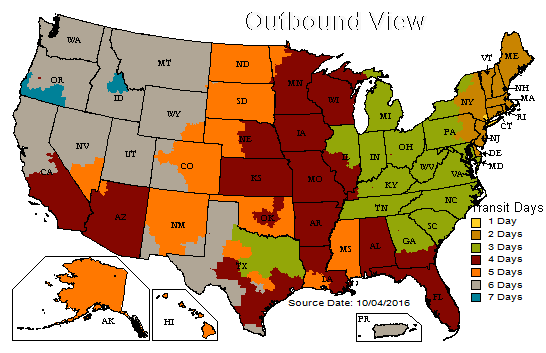 Outbound View
WA
MT
ND
MN
VT
ME
OR
ID
SD
WI
NY
NH
MA
WY
MI
RI
CT
NV
UT
NE
IA
PA
NJ
CO
IL
IN
OH
DE
MD
CA
KS
MO
WV
VA
KY
AZ
NM
OK
AR
TN
NC
SC
TX
LA
MS
AL
GA
FL
AK
HI
PR
Transit Days
1 Day
2 Days
3 Days
4 Days
5 Days
6 Days
7 Days
Source Date: 10/04/2016